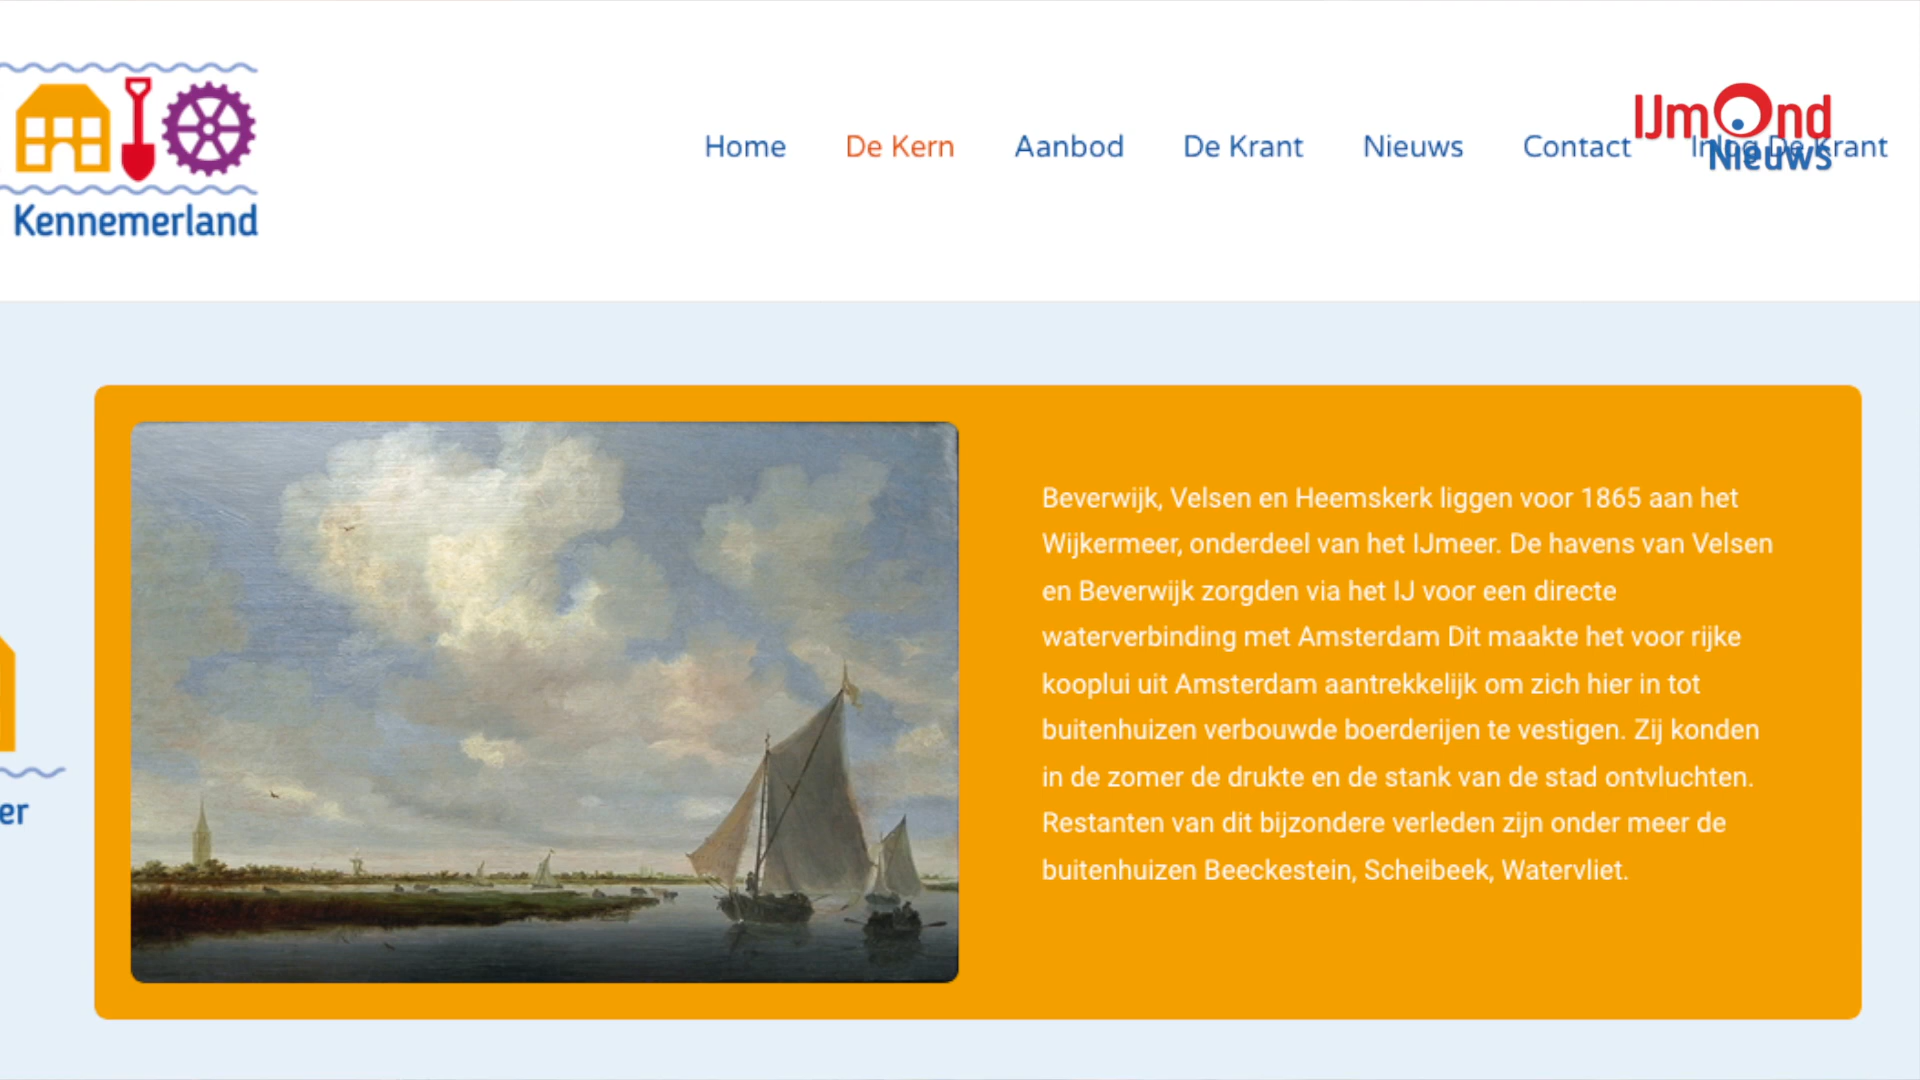 Kennemerland
Home De Kern Aanbod De Krant Nieuws Contact Inlog De Krant
IJmOnd
Nieuws
er
Beverwijk, Velsen en Heemskerk liggen voor 1865 aan het
Wijkermeer, onderdeel van het IJmeer. De havens van Velsen
en Beverwijk zorgden via het IJ voor een directe
waterverbinding met Amsterdam Dit maakte het voor rijke
kooplui uit Amsterdam aantrekkelijk om zich hier in tot
buitenhuizen verbouwde boerderijen te vestigen. Zij konden
in de zomer de drukte en de stank van de stad ontvluchten.
Restanten van dit bijzondere verleden zijn onder meer de
buitenhuizen Beeckestein, Scheibeek, Watervliet.